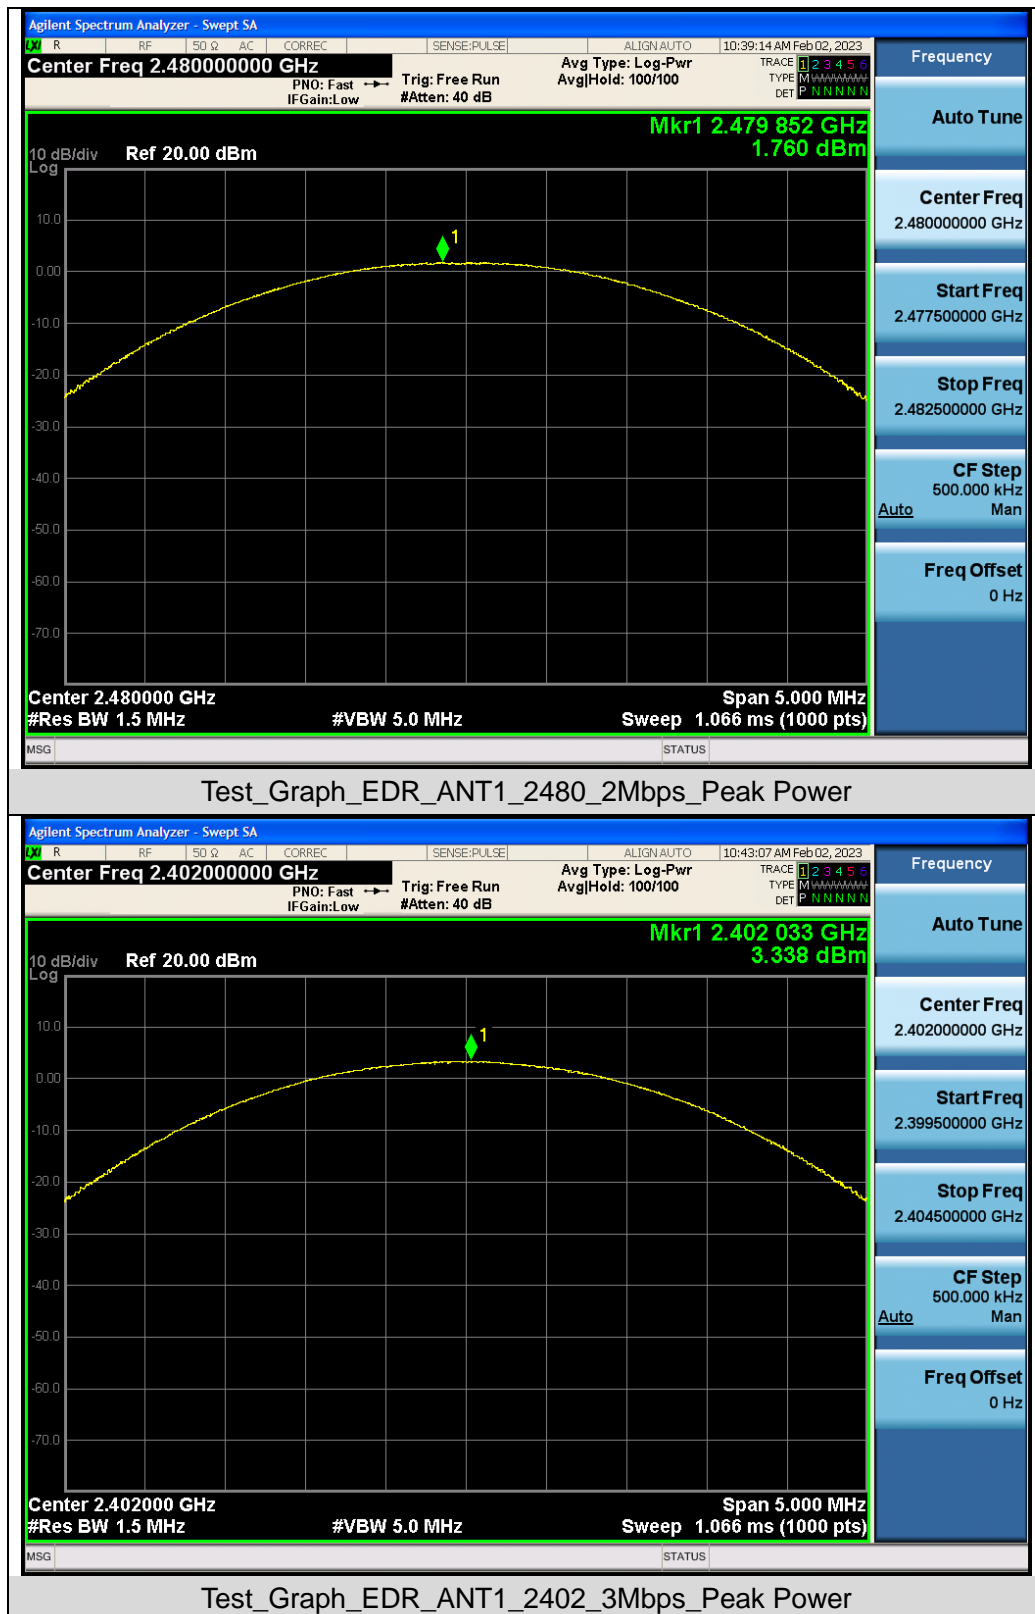 Agilent Spectrum Analyzer - Swept SA
LXI R RF 50 Ω AC CORREC SENSE:PULSE ALIGN AUTO 10:39:14 AM Feb 02, 2023
Center Freq 2.480000000 GHz
PNO: Fast
IFGain:Low
Trig: Free Run
#Atten: 40 dB
Avg Type: Log-Pwr
Avg|Hold: 100/100
TRACE 1 2 3 4 5 6
TYPE M
DET P N N N N N
Mkr1 2.479 852 GHz
1.760 dBm
10 dB/div
Log
Ref 20.00 dBm
10.0
0.00
-10.0
-20.0
-30.0
-40.0
-50.0
-60.0
-70.0
1
Center 2.480000 GHz
Span 5.000 MHz
#Res BW 1.5 MHz
#VBW 5.0 MHz
Sweep 1.066 ms (1000 pts)
MSG
STATUS
Frequency
Auto Tune
Center Freq
2.480000000 GHz
Start Freq
2.477500000 GHz
Stop Freq
2.482500000 GHz
CF Step
500.000 kHz
Auto Man
Freq Offset
0 Hz
Test_Graph_EDR_ANT1_2480_2Mbps_Peak Power
Agilent Spectrum Analyzer - Swept SA
LXI R RF 50 Ω AC CORREC SENSE:PULSE ALIGN AUTO 10:43:07 AM Feb 02, 2023
Center Freq 2.402000000 GHz
PNO: Fast
IFGain:Low
Trig: Free Run
#Atten: 40 dB
Avg Type: Log-Pwr
Avg|Hold: 100/100
TRACE 1 2 3 4 5 6
TYPE M
DET P N N N N N
Mkr1 2.402 033 GHz
3.338 dBm
10 dB/div
Log
Ref 20.00 dBm
10.0
0.00
-10.0
-20.0
-30.0
-40.0
-50.0
-60.0
-70.0
1
Center 2.402000 GHz
Span 5.000 MHz
#Res BW 1.5 MHz
#VBW 5.0 MHz
Sweep 1.066 ms (1000 pts)
MSG
STATUS
Frequency
Auto Tune
Center Freq
2.402000000 GHz
Start Freq
2.399500000 GHz
Stop Freq
2.404500000 GHz
CF Step
500.000 kHz
Auto Man
Freq Offset
0 Hz
Test_Graph_EDR_ANT1_2402_3Mbps_Peak Power